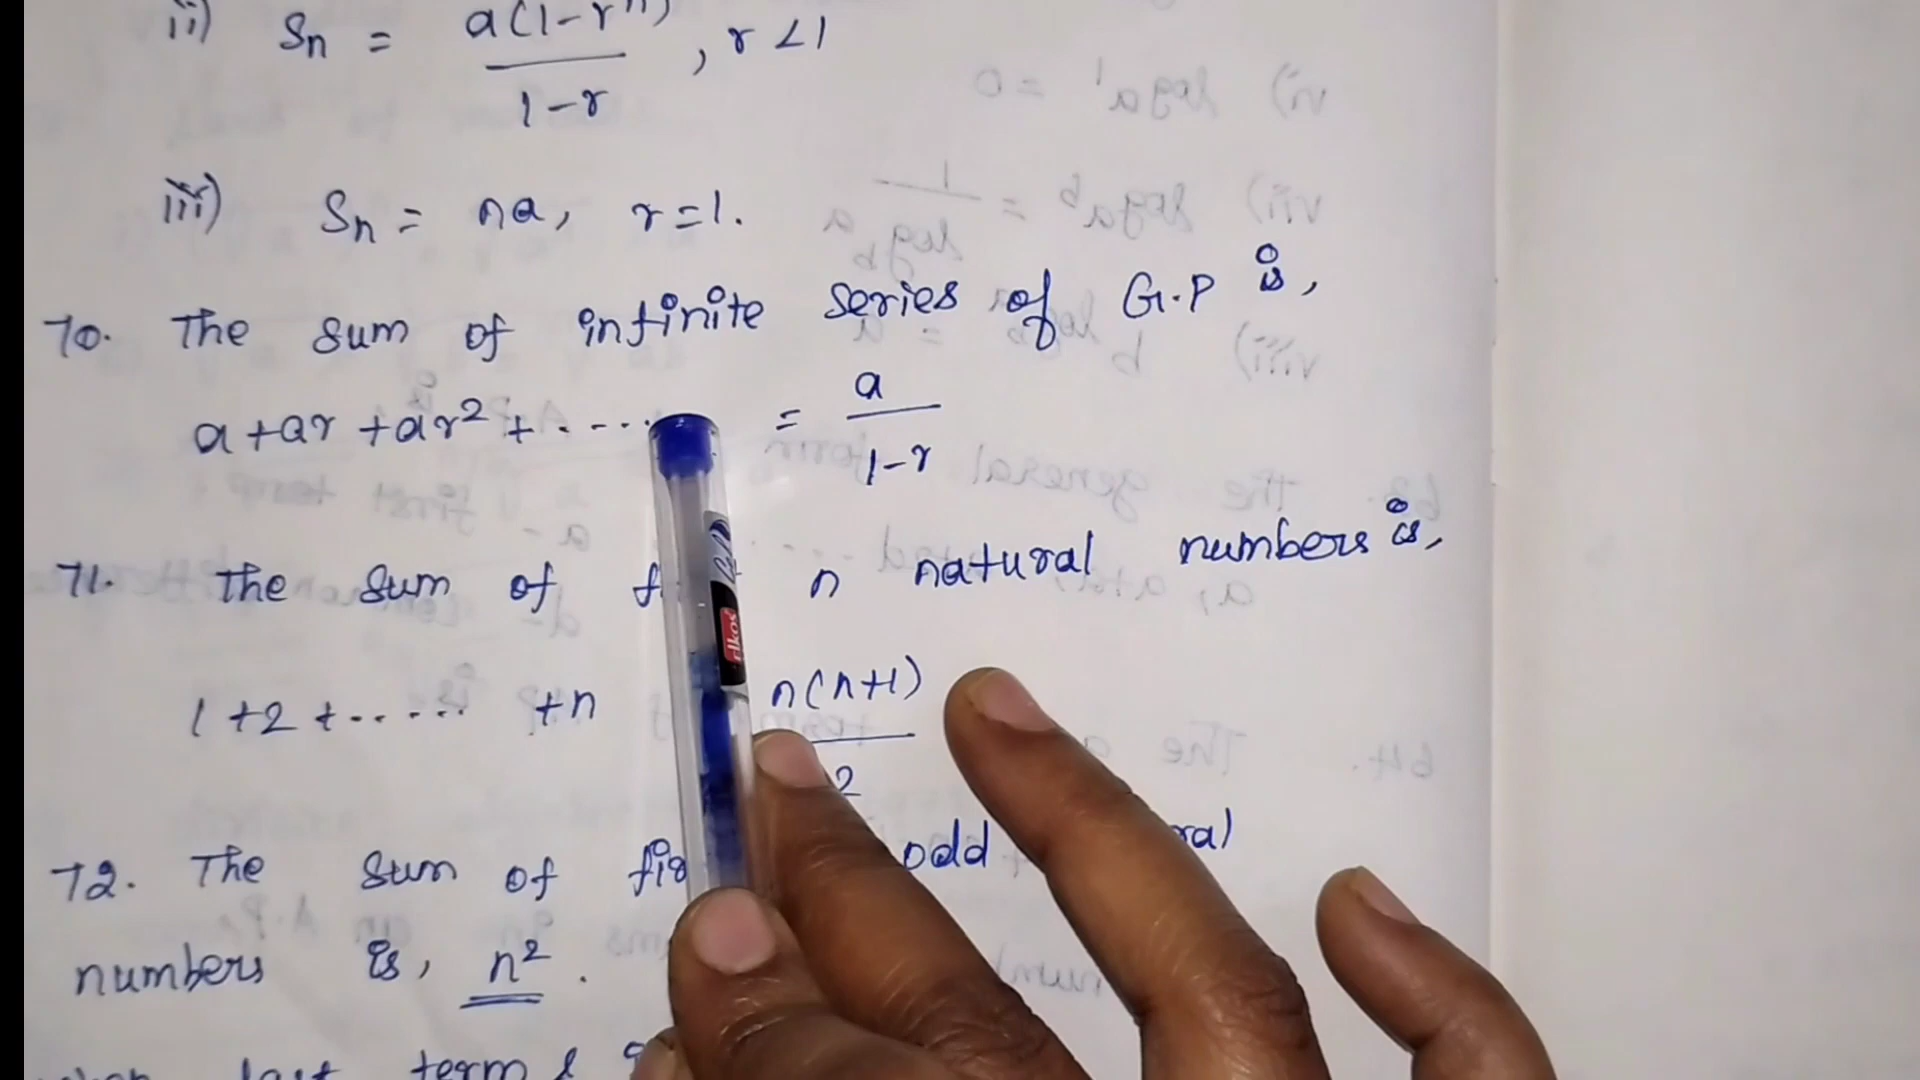 ii) Sn = a(1-rⁿ) / 1-r , r<1
iii) Sn = na, r=1.
70. The sum of infinite series of G.P is,
a+ar+ar²+..... = a / 1-r
71. The sum of n natural numbers is,
1+2+..... +n n(n+1) / 2
72. The sum of odd
numbers is, n².
last term